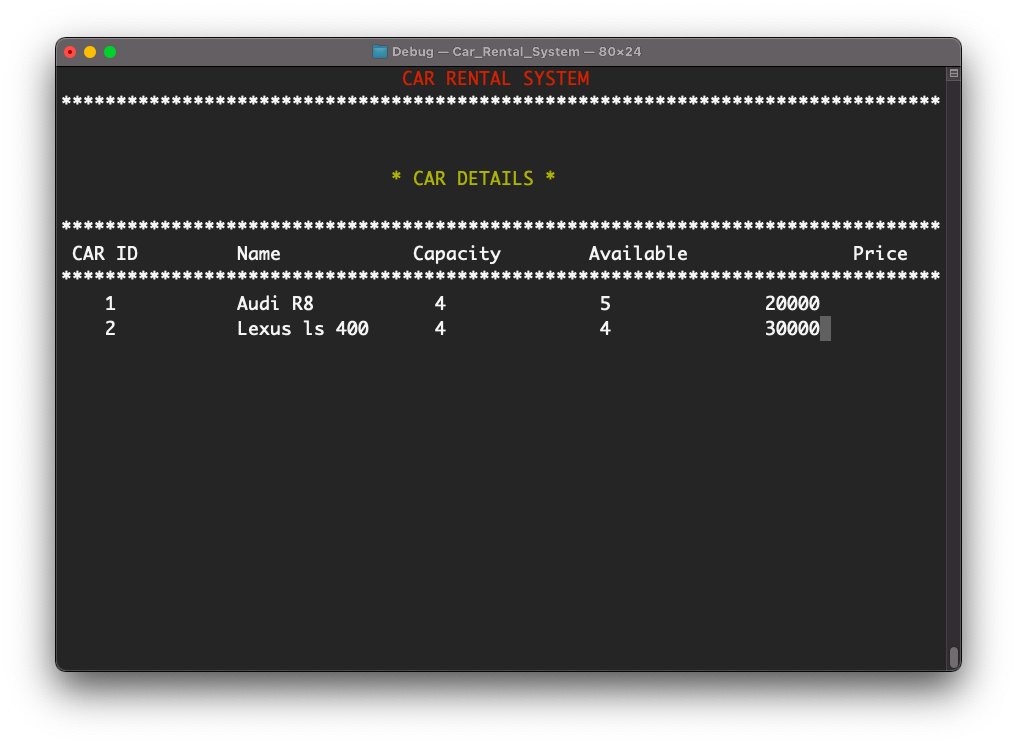 Debug — Car_Rental_System — 80×24
CAR RENTAL SYSTEM
********************************************************************************
* CAR DETAILS *
********************************************************************************
CAR ID Name Capacity Available Price
********************************************************************************
1 Audi R8 4 5 20000
2 Lexus ls 400 4 4 30000